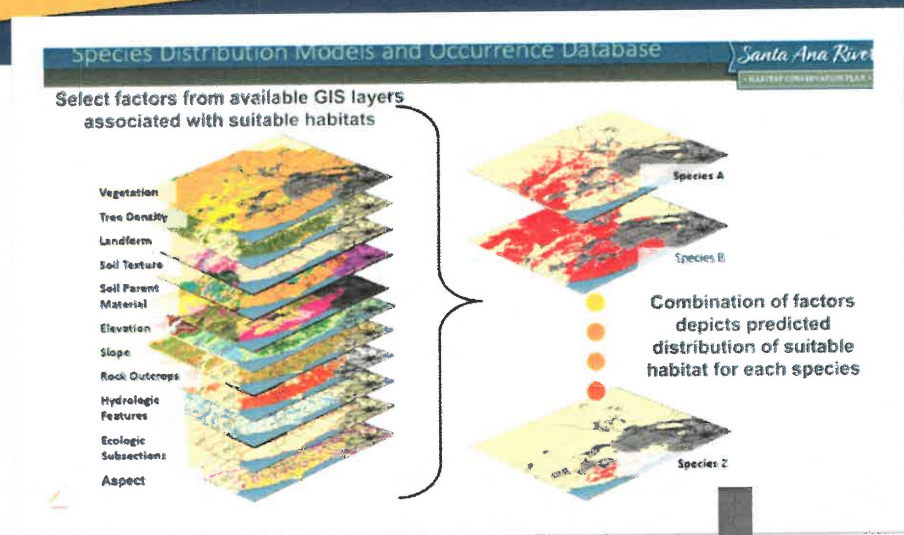 Species Distribution Models and Occurrence Database
Santa Ana River
HABITAT CONSERVATION PLAN
Select factors from available GIS layers
associated with suitable habitats
Vegetation
Tree Density
Landform
Soil Texture
Soil Parent
Material
Elevation
Slope
Rock Outcrops
Hydrologic
Features
Ecologic
Subsections
Aspect
Species A
Species B
Combination of factors
depicts predicted
distribution of suitable
habitat for each species
Species Z